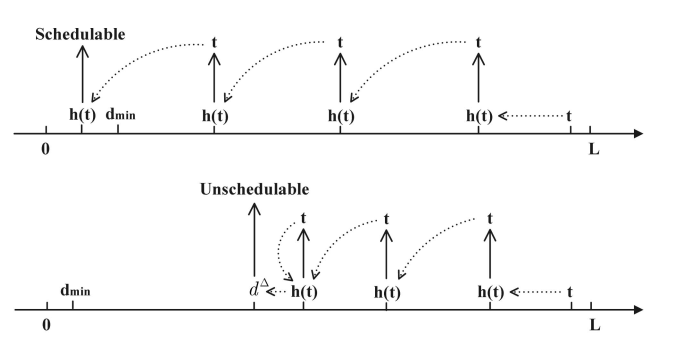 Schedulable
t t t
h(t) dmin h(t) h(t) h(t) t
0 L
Unschedulable
t t t
dmin d^Δ h(t) h(t) h(t) t
0 L